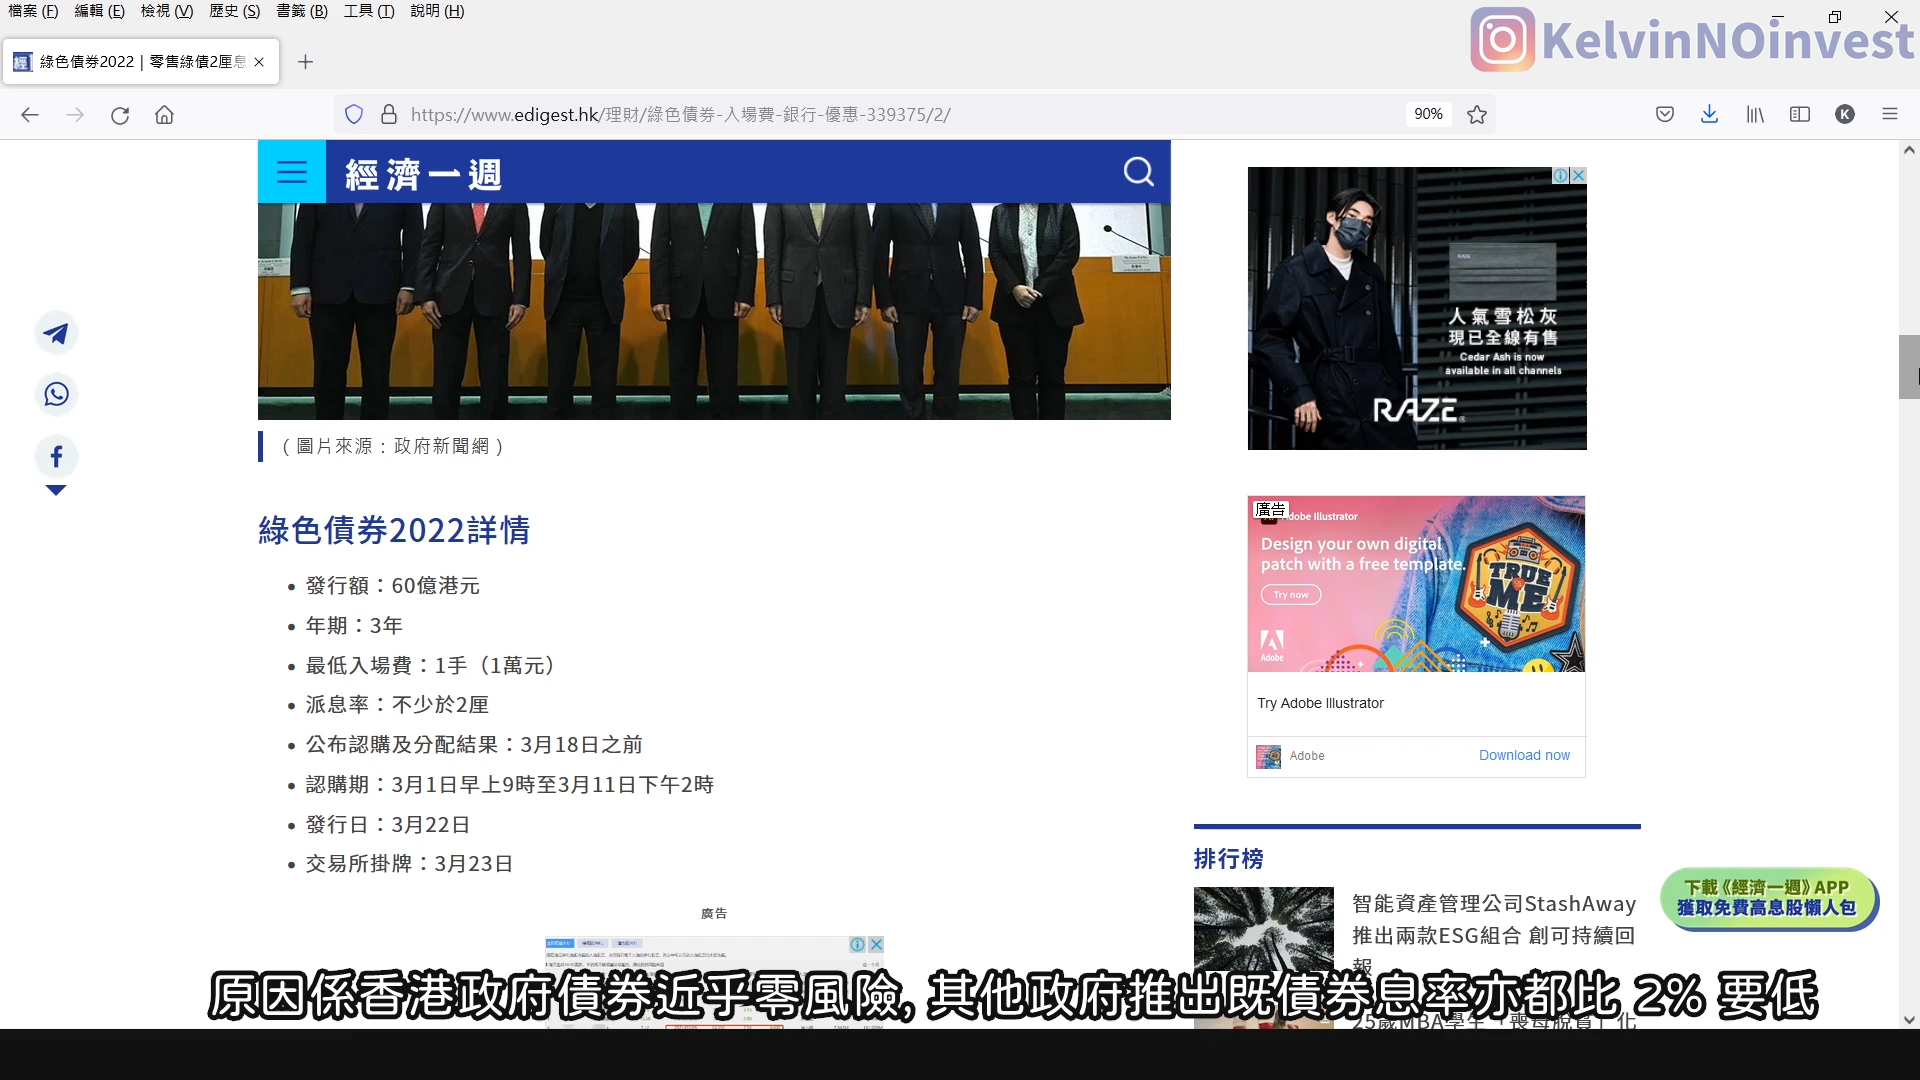 檔案 (F) 編輯 (E) 檢視 (V) 歷史 (S) 書籤 (B) 工具 (T) 說明 (H)
KelvinNOinvest
綠色債券2022 | 零售綠債2厘息
https://www.edigest.hk/理財/綠色債券-入場費-銀行-優惠-339375/2/
90%
K
經濟一週
( 圖片來源 : 政府新聞網 )
綠色債券2022詳情
發行額：60億港元
年期：3年
最低入場費：1手（1萬元）
派息率：不少於2厘
公布認購及分配結果：3月18日之前
認購期：3月1日早上9時至3月11日下午2時
發行日：3月22日
交易所掛牌：3月23日
廣告
RAZE
人氣雪松灰
現已全線有售
Cedar Ash is now
available in all channels
RAZE
廣告
Adobe Illustrator
Design your own digital
patch with a free template.
Try now
TRUE
ME
Adobe
Try Adobe Illustrator
Adobe
Download now
排行榜
智能資產管理公司StashAway
推出兩款ESG組合 創可持續回
報
25歲MBA學生「喪母脫貧」化
下載《經濟一週》APP
獲取免費高息股懶人包
原因係香港政府債券近乎零風險, 其他政府推出既債券息率亦都比 2% 要低